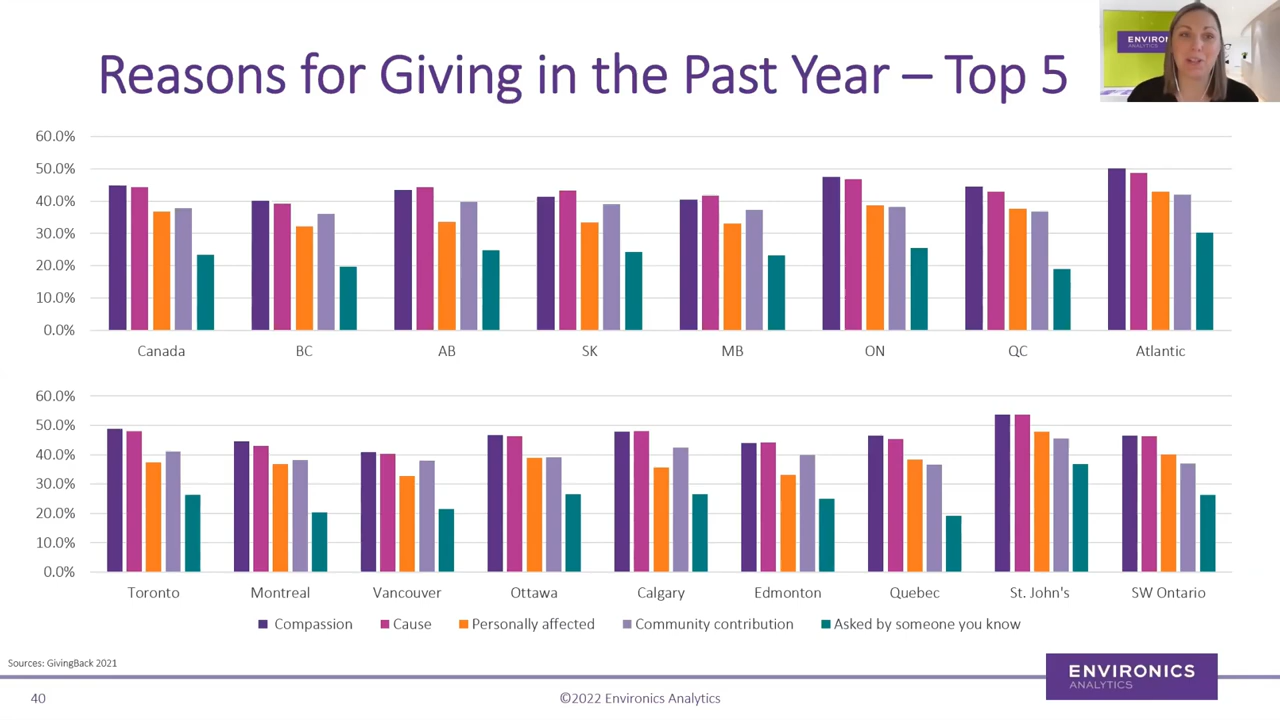 Reasons for Giving in the Past Year – Top 5
ENVIRON
ANALYTICS
60.0%
50.0%
40.0%
30.0%
20.0%
10.0%
0.0%
Canada BC AB SK MB ON QC Atlantic
60.0%
50.0%
40.0%
30.0%
20.0%
10.0%
0.0%
Toronto Montreal Vancouver Ottawa Calgary Edmonton Quebec St. John's SW Ontario
Compassion Cause Personally affected Community contribution Asked by someone you know
Sources: GivingBack 2021
ENVIRONICS
ANALYTICS
40 ©2022 Environics Analytics